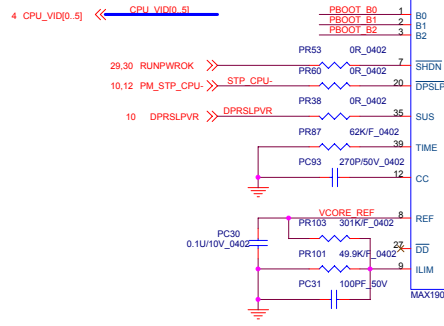 4 CPU_VID[0..5] CPU_VID[0..5]
PBOOT_B0 1 B0
PBOOT_B1 2 B1
PBOOT_B2 3 B2
PR53 0R_0402
29,30 RUNPWROK 7 SHDN
PR60 0R_0402
10,12 PM_STP_CPU- STP_CPU- 20 DPSLP
PR38 0R_0402
10 DPRSLPVR DPRSLPVR 35 SUS
PR87 62K/F_0402
39 TIME
PC93 270P/50V_0402
12 CC
VCORE_REF 8 REF
PR103 301K/F_0402
PC30
0.1U/10V_0402
27 DD
PR101 49.9K/F_0402
9 ILIM
PC31 100PF_50V
MAX190